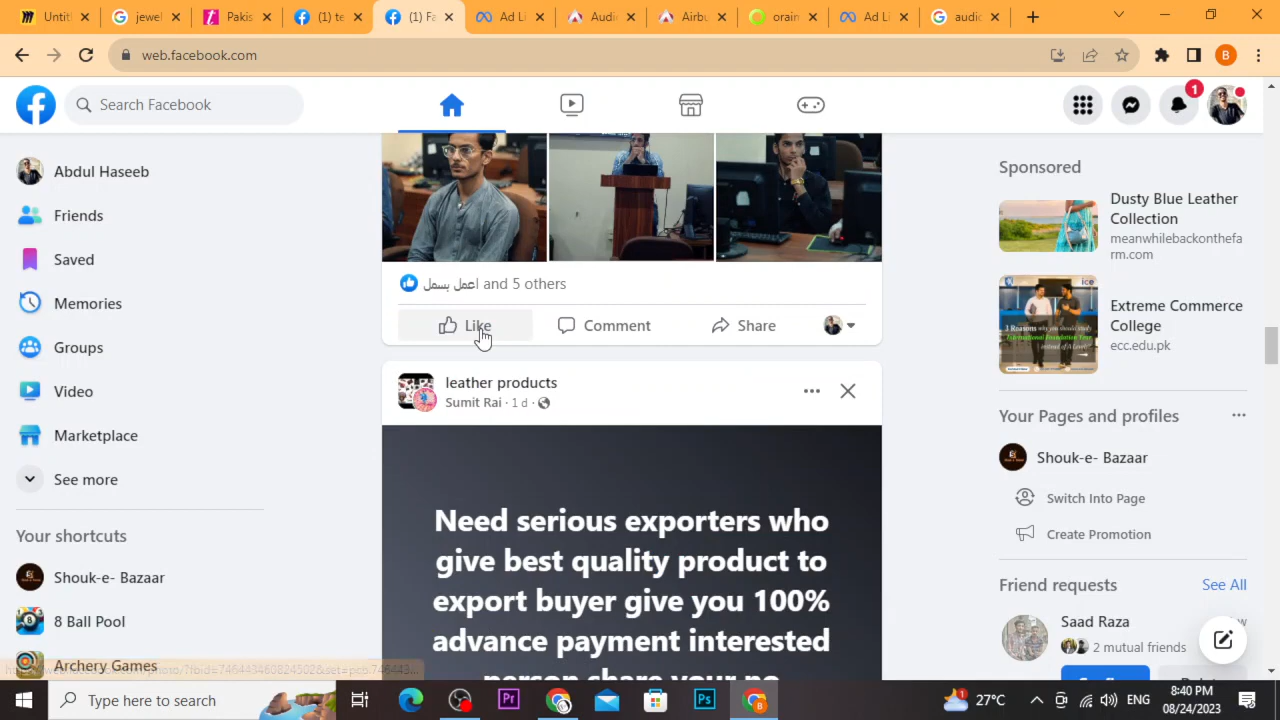 Untit
jewel
Pakis
(1) te
(1) Fa
Ad Li
Audi
Airbu
orain
Ad Li
audic
web.facebook.com
B
Search Facebook
1
Abdul Haseeb
Friends
Saved
Memories
Groups
Video
Marketplace
See more
Your shortcuts
Shouk-e- Bazaar
8 Ball Pool
Archery Games
اعمل بسمل and 5 others
Like
Comment
Share
leather products
Sumit Rai · 1 d ·
Need serious exporters who
give best quality product to
export buyer give you 100%
advance payment interested
person share your no
Sponsored
Dusty Blue Leather
Collection
meanwhilebackonthefa
rm.com
Extreme Commerce
College
ecc.edu.pk
Your Pages and profiles
Shouk-e- Bazaar
Switch Into Page
Create Promotion
Friend requests
See All
Saad Raza
2 mutual friends
Type here to search
27°C
ENG
8:40 PM
08/24/2023